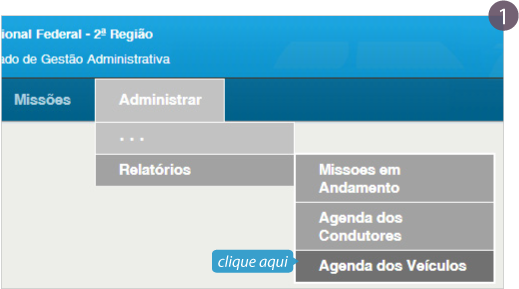 1
ional Federal - 2ª Região
ado de Gestão Administrativa
Missões
Administrar
. . .
Relatórios
Missoes em
Andamento
Agenda dos
Condutores
clique aqui
Agenda dos Veículos